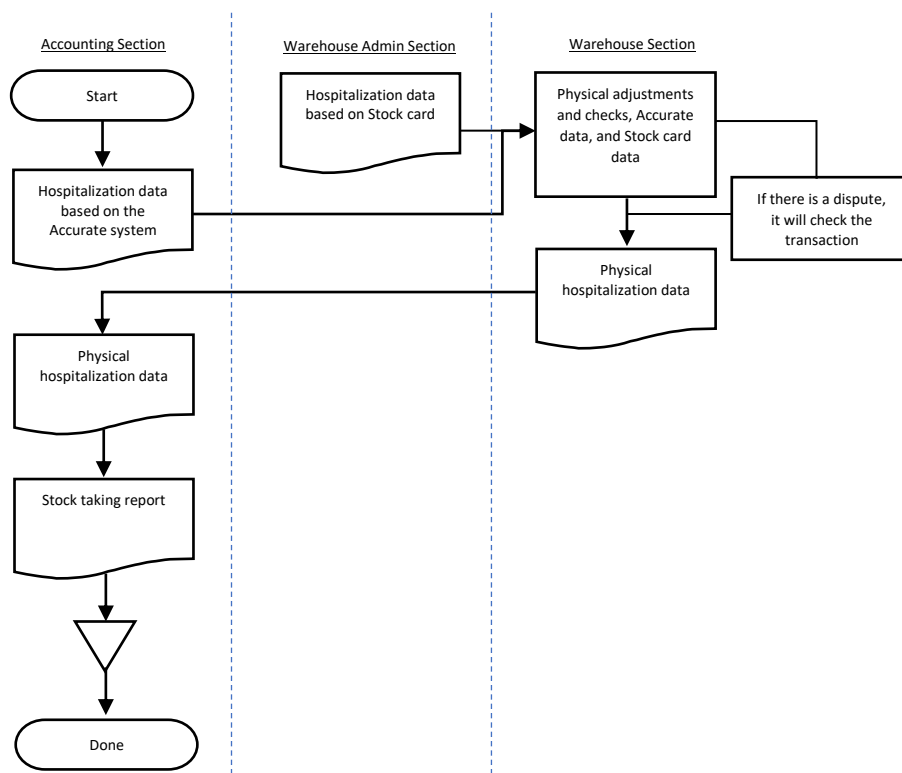 Accounting Section
Warehouse Admin Section
Warehouse Section
Start
Hospitalization data
based on Stock card
Physical adjustments
and checks, Accurate
data, and Stock card
data
Hospitalization data
based on the
Accurate system
If there is a dispute,
it will check the
transaction
Physical
hospitalization data
Physical
hospitalization data
Stock taking report
Done